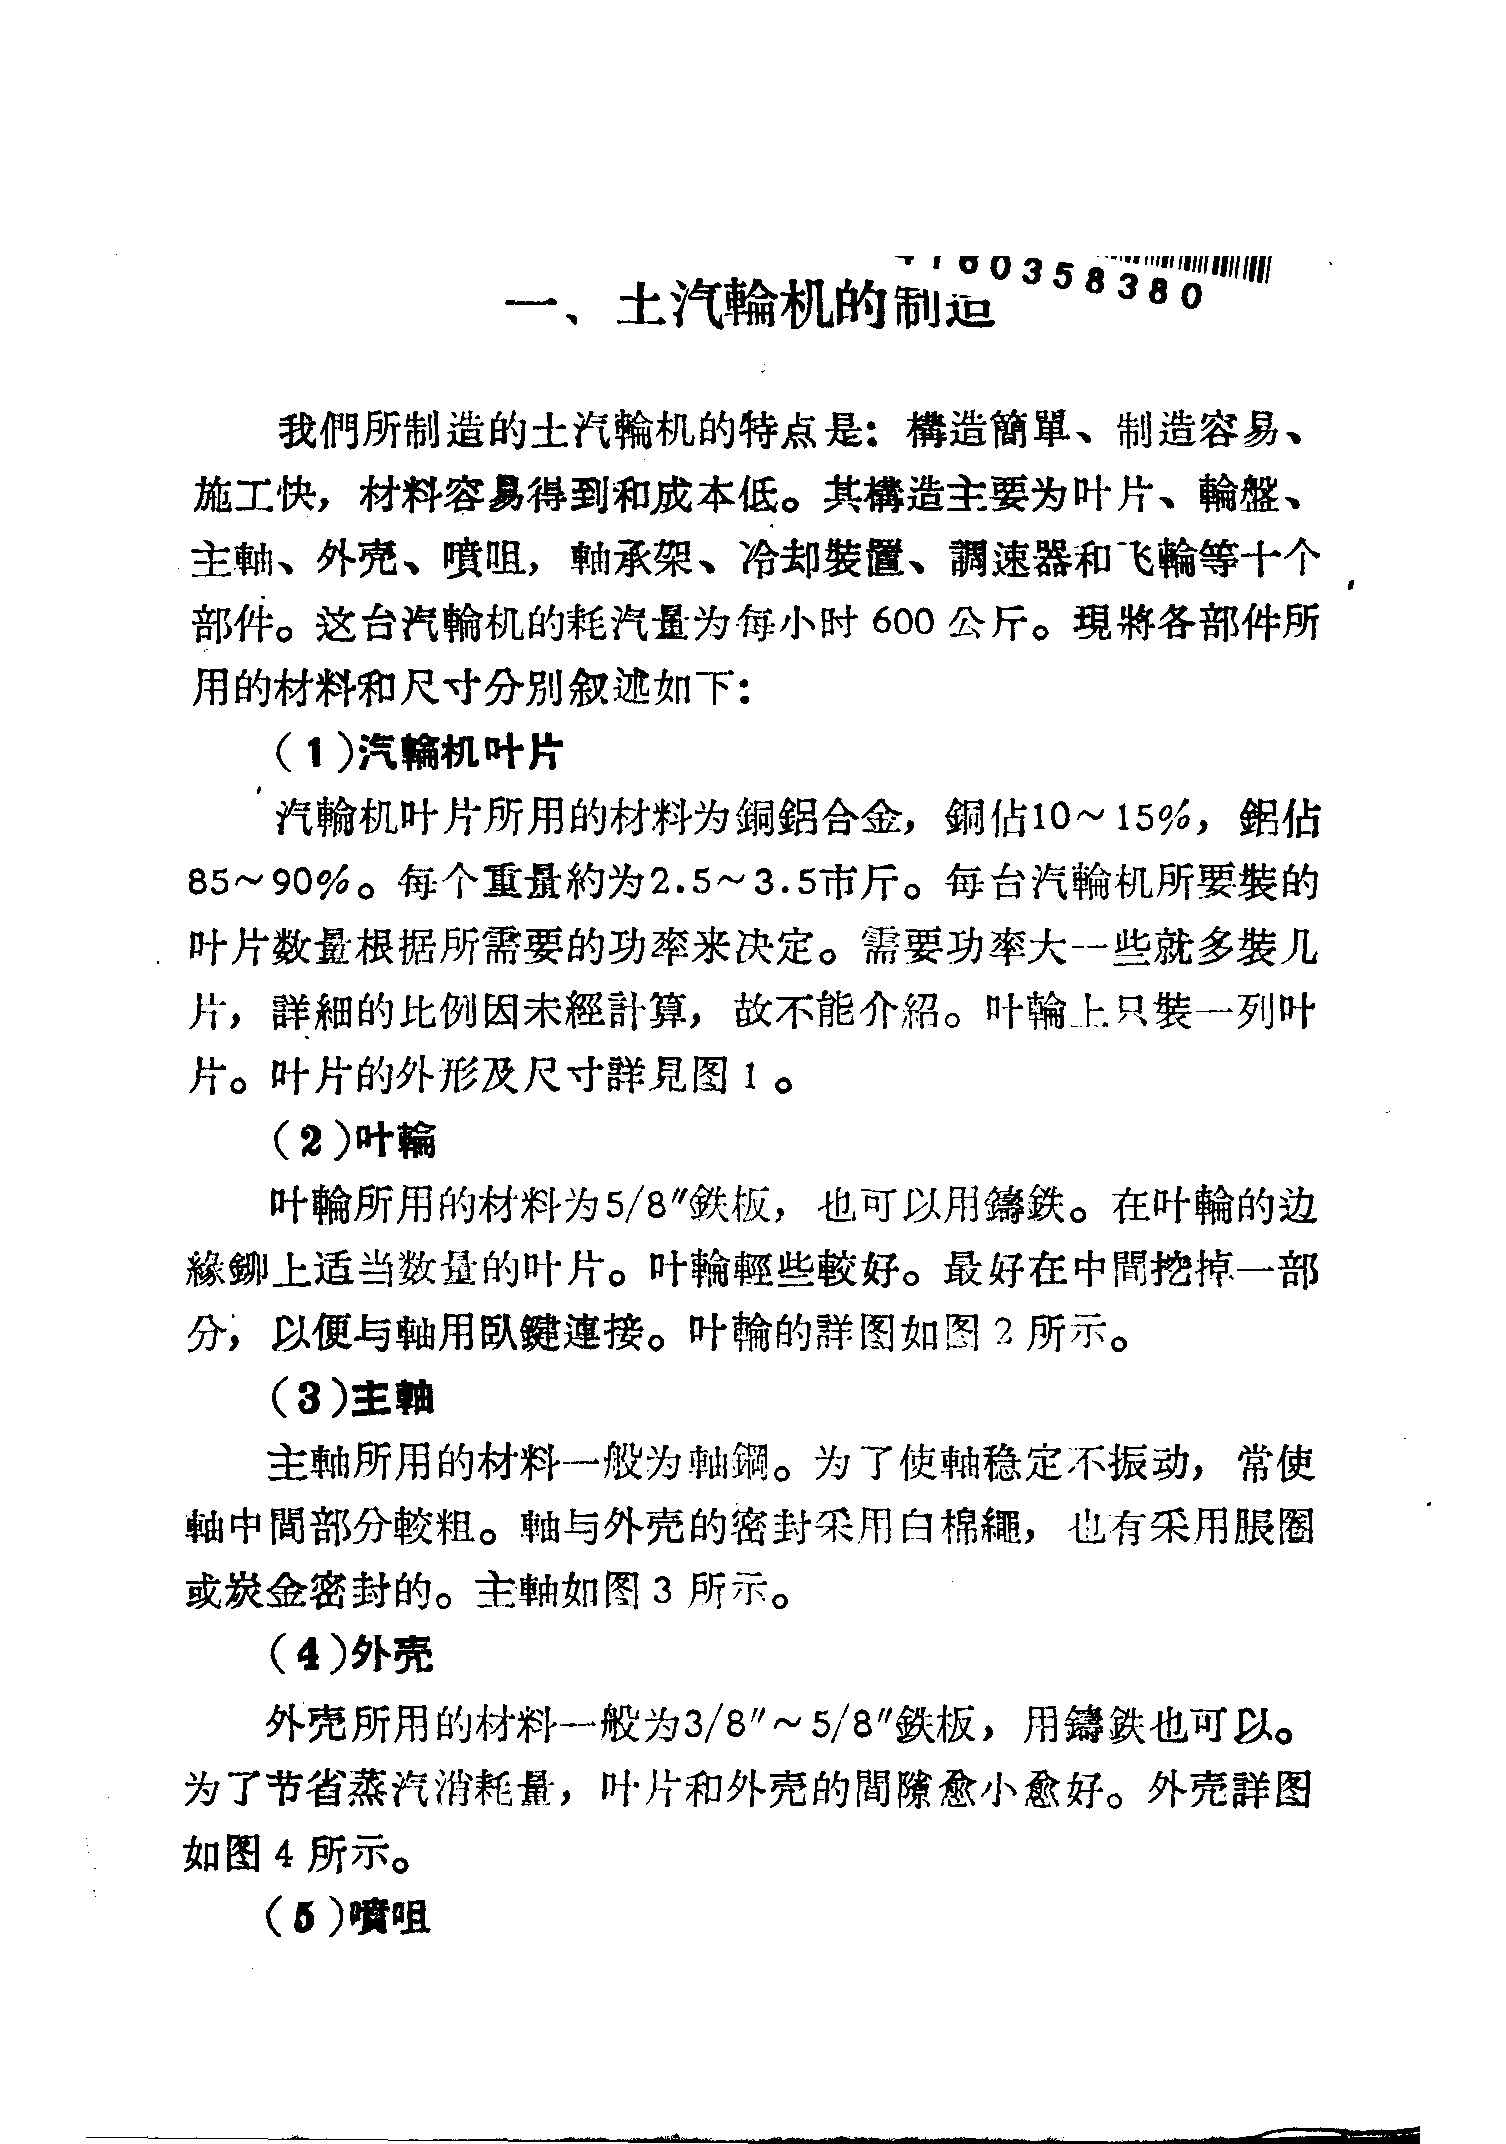 60358380
一、土汽輪机的制造
我們所制造的土汽輪机的特点是：構造簡單、制造容易、
施工快，材料容易得到和成本低。其構造主要为叶片、輪盤、
主軸、外壳、噴咀，軸承架、冷却裝置、調速器和飞輪等十个
部件。这台汽輪机的耗汽量为每小时 600 公斤。現將各部件所
用的材料和尺寸分别叙述如下：
（1）汽輪机叶片
汽輪机叶片所用的材料为銅鋁合金，銅佔10～15%，鋁佔
85～90%。每个重量約为2.5～3.5市斤。每台汽輪机所要裝的
叶片数量根据所需要的功率来决定。需要功率大一些就多裝几
片，詳細的比例因未經計算，故不能介紹。叶輪上只裝一列叶
片。叶片的外形及尺寸詳見图 1 。
（2）叶輪
叶輪所用的材料为5/8″鉄板，也可以用鑄鉄。在叶輪的边
緣鉚上适当数量的叶片。叶輪輕些較好。最好在中間挖掉一部
分，以便与軸用臥鍵連接。叶輪的詳图如图 2 所示。
（3）主軸
主軸所用的材料一般为軸鋼。为了使軸稳定不振动，常使
軸中間部分較粗。軸与外壳的密封采用白棉繩，也有采用脹圈
或炭金密封的。主軸如图 3 所示。
（4）外壳
外壳所用的材料一般为3/8″～5/8″鉄板，用鑄鉄也可以。
为了节省蒸汽消耗量，叶片和外壳的間隙愈小愈好。外壳詳图
如图 4 所示。
（5）噴咀